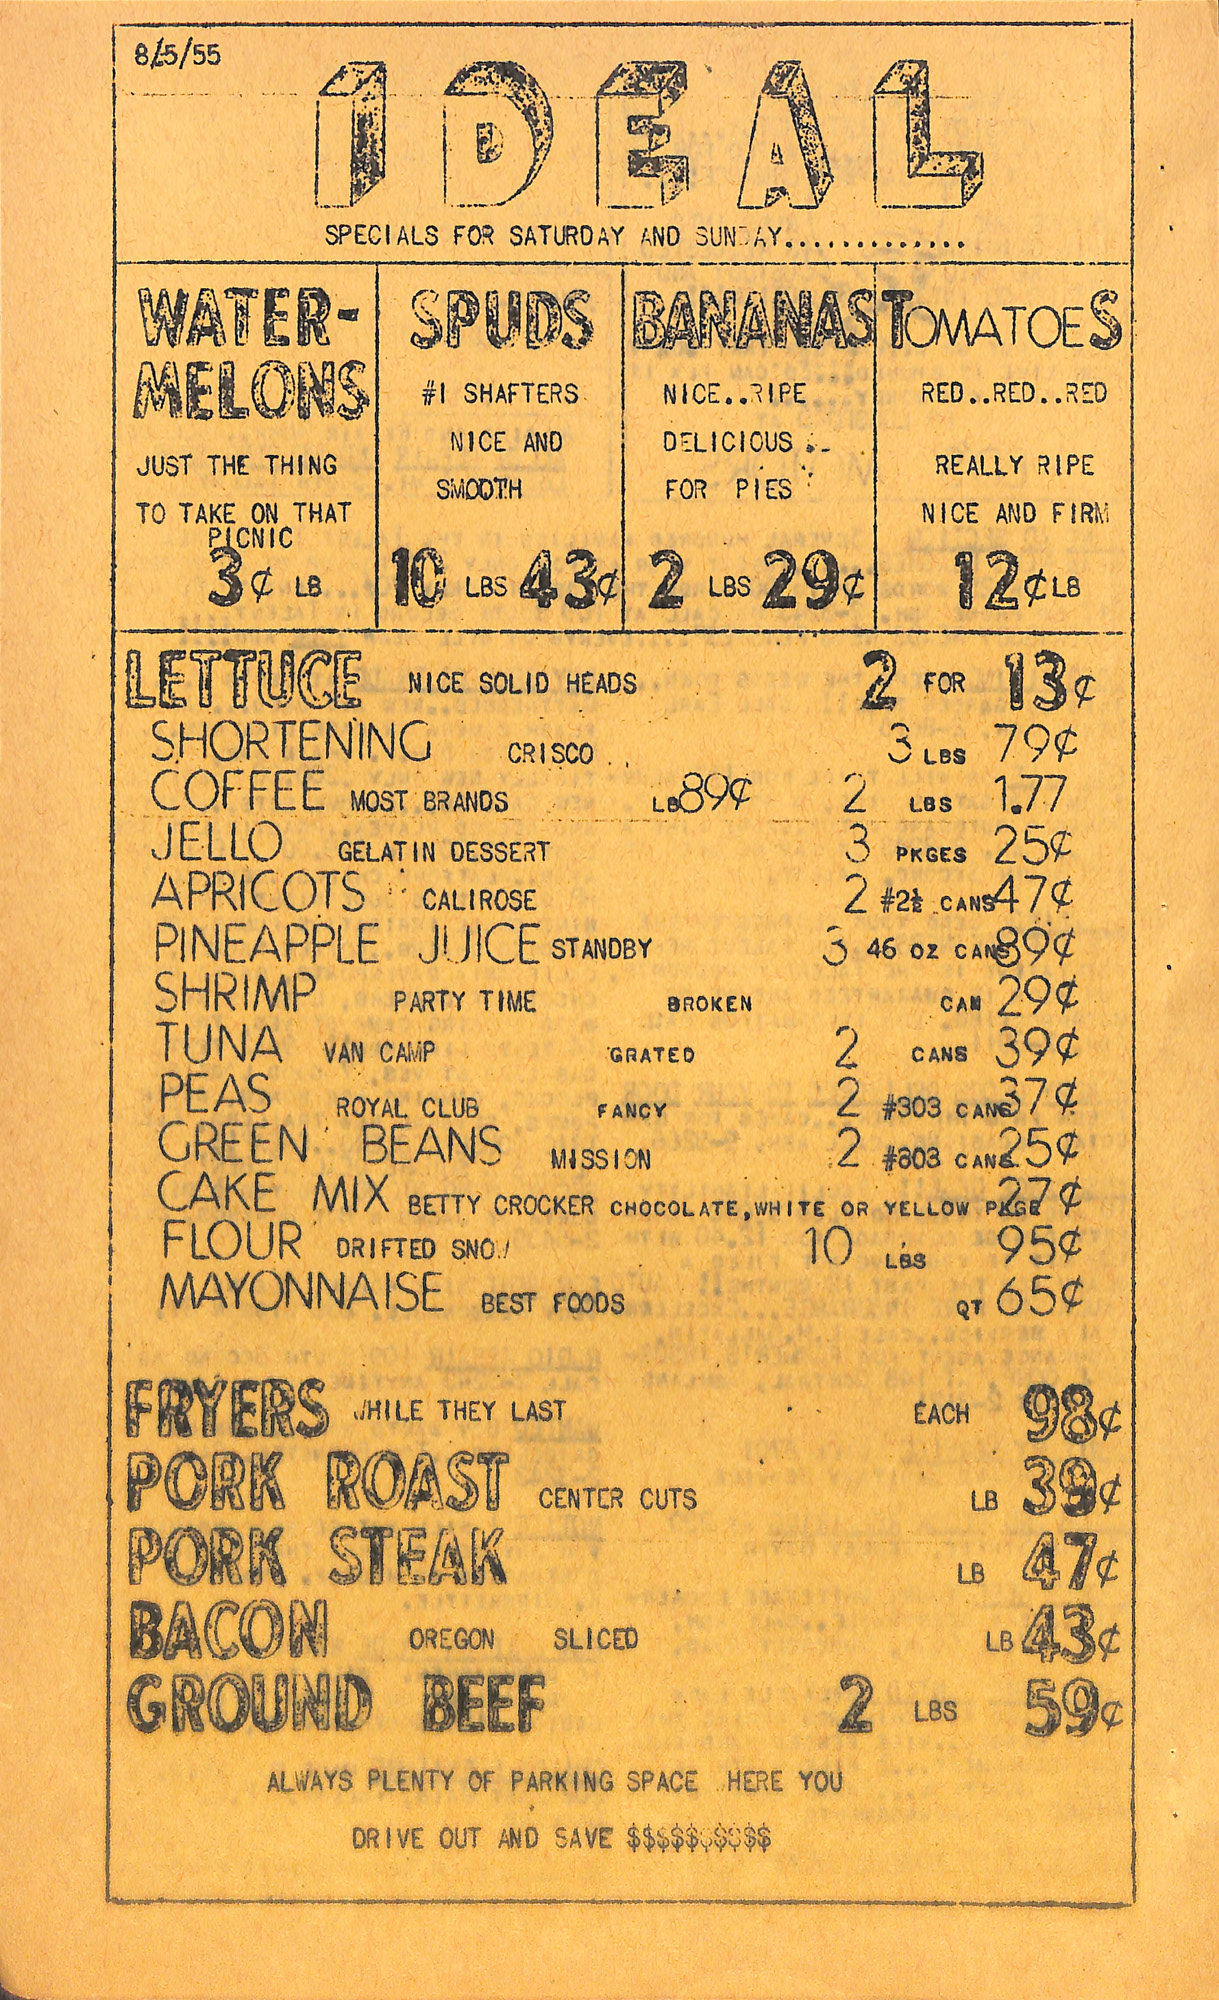 8/5/55
IDEAL
SPECIALS FOR SATURDAY AND SUNDAY..............
WATER-
MELONS
JUST THE THING
TO TAKE ON THAT
PICNIC
3¢ LB
SPUDS
#1 SHAFTERS
NICE AND
SMOOTH
10 LBS 43¢
BANANAS
NICE..RIPE
DELICIOUS ..
FOR PIES
2 LBS 29¢
TOMATOES
RED..RED..RED
REALLY RIPE
NICE AND FIRM
12¢ LB
LETTUCE NICE SOLID HEADS 2 FOR 13¢
SHORTENING CRISCO .. 3 LBS 79¢
COFFEE MOST BRANDS LB 89¢ 2 LBS 1.77
JELLO GELATIN DESSERT 3 PKGES 25¢
APRICOTS CALIROSE 2 #2½ CANS 47¢
PINEAPPLE JUICE STANDBY 3 46 OZ CANS 89¢
SHRIMP PARTY TIME BROKEN CAN 29¢
TUNA VAN CAMP GRATED 2 CANS 39¢
PEAS ROYAL CLUB FANCY 2 #303 CANS 37¢
GREEN BEANS MISSION 2 #303 CANS 25¢
CAKE MIX BETTY CROCKER CHOCOLATE,WHITE OR YELLOW PKGE 27¢
FLOUR DRIFTED SNOW 10 LBS 95¢
MAYONNAISE BEST FOODS QT 65¢
FRYERS WHILE THEY LAST EACH 98¢
PORK ROAST CENTER CUTS LB 39¢
PORK STEAK LB 47¢
BACON OREGON SLICED LB 43¢
GROUND BEEF 2 LBS 59¢
ALWAYS PLENTY OF PARKING SPACE HERE YOU
DRIVE OUT AND SAVE $$$$$$$$$$